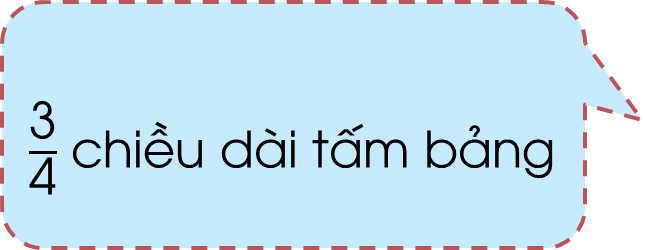 3/4 chiều dài tấm bảng